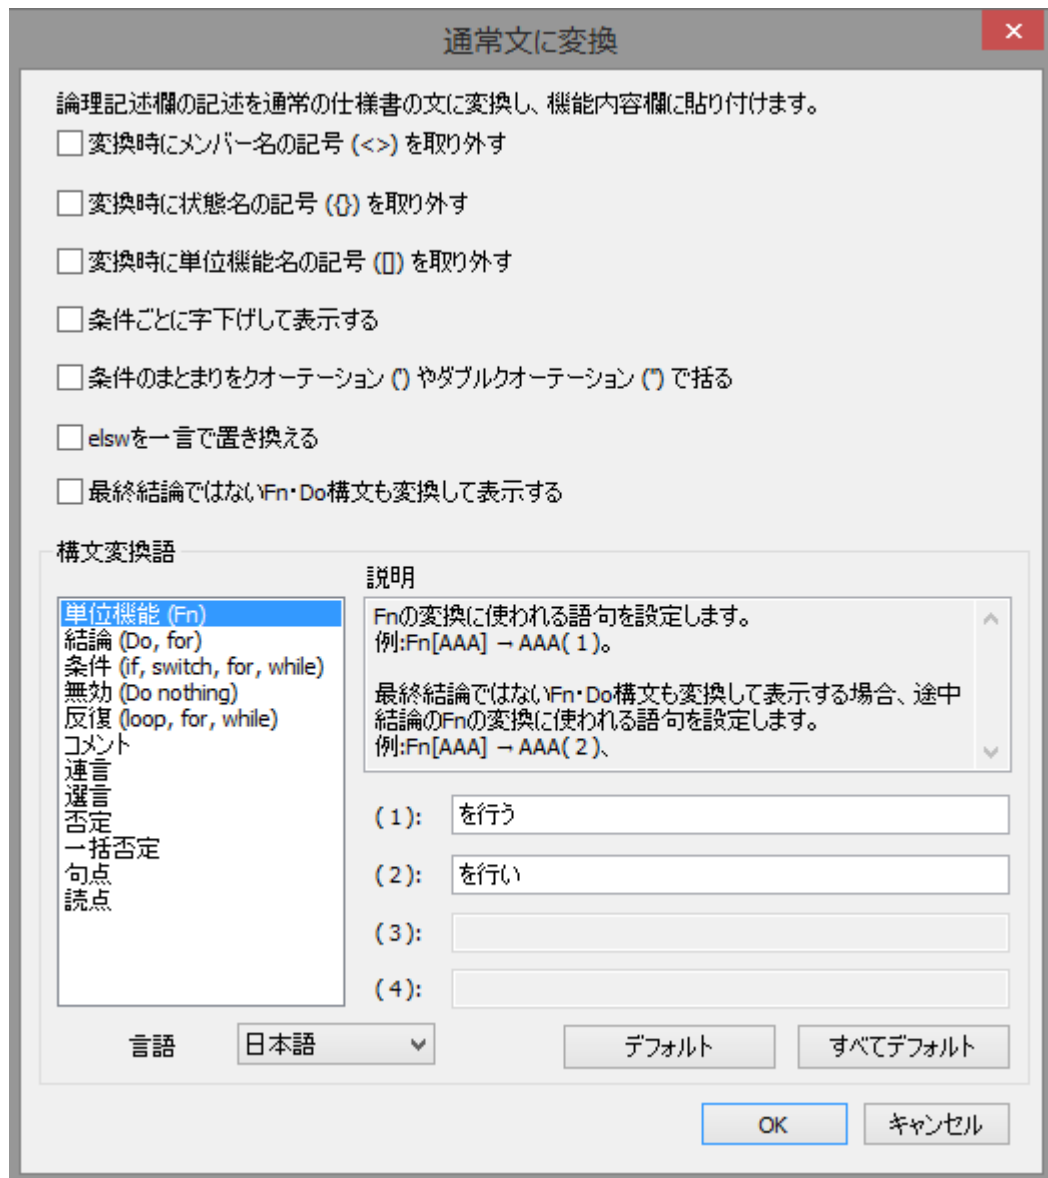 通常文に変換
論理記述欄の記述を通常の仕様書の文に変換し、機能内容欄に貼り付けます。
変換時にメンバー名の記号 (<>) を取り外す
変換時に状態名の記号 ({}) を取り外す
変換時に単位機能名の記号 ([]) を取り外す
条件ごとに字下げして表示する
条件のまとまりをクオーテーション (') やダブルクオーテーション (") で括る
elswを一言で置き換える
最終結論ではないFn・Do構文も変換して表示する
構文変換語
単位機能 (Fn)
結論 (Do, for)
条件 (if, switch, for, while)
無効 (Do nothing)
反復 (loop, for, while)
コメント
連言
選言
否定
一括否定
句点
読点
説明
Fnの変換に使われる語句を設定します。
例:Fn[AAA] → AAA( 1 )。
最終結論ではないFn・Do構文も変換して表示する場合、途中
結論のFnの変換に使われる語句を設定します。
例:Fn[AAA] → AAA( 2 )、
( 1 ): を行う
( 2 ): を行い
( 3 ):
( 4 ):
言語 日本語 デフォルト すべてデフォルト
OK キャンセル